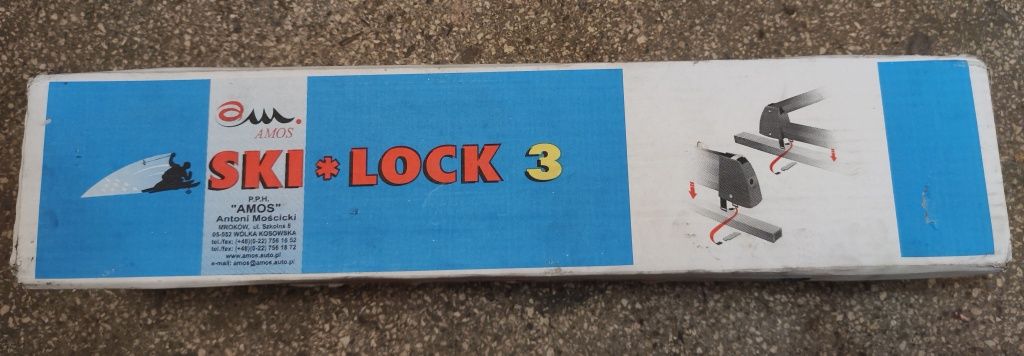 am.
AMOS
SKI*LOCK 3
P.P.H.
"AMOS"
Antoni Mościcki
MROKÓW, ul. Szkolna 5
05-552 WÓLKA KOSOWSKA
tel./fax: (+48)(0-22) 756 16 52
tel./fax: (+48)(0-22) 756 18 72
www.amos.auto.pl
e-mail: amos@amos.auto.pl